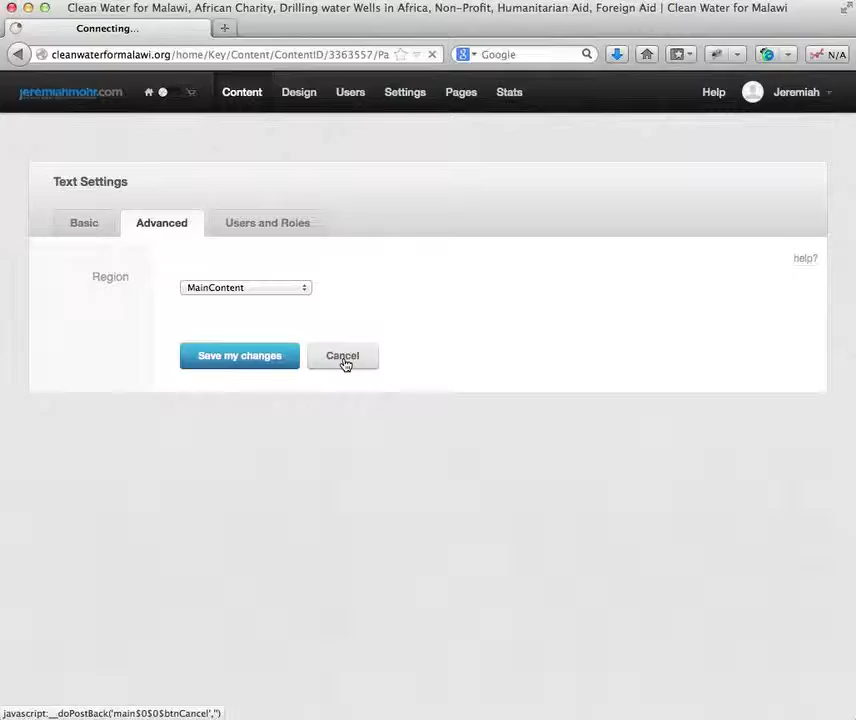 Clean Water for Malawi, African Charity, Drilling water Wells in Africa, Non-Profit, Humanitarian Aid, Foreign Aid | Clean Water for Malawi
Connecting...
cleanwaterformalawi.org/home/Key/Content/ContentID/3363557/Pa
Google
N/A
jeremiahmohr.com
Content
Design
Users
Settings
Pages
Stats
Help
Jeremiah
Text Settings
Basic
Advanced
Users and Roles
help?
Region
MainContent
Save my changes
Cancel
javascript:__doPostBack('main$0$0$btnCancel','')